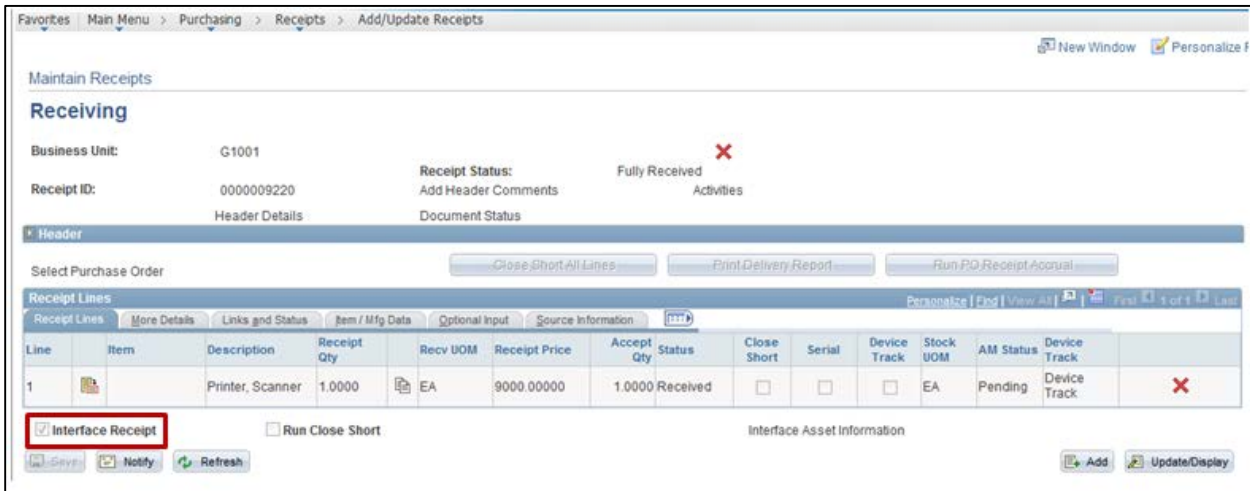 Favorites Main Menu > Purchasing > Receipts > Add/Update Receipts
New Window Personalize
Maintain Receipts
Receiving
Business Unit: G1001
Receipt Status: Fully Received
Receipt ID: 0000009220 Add Header Comments Activities
Header Details Document Status
Header
Select Purchase Order Close Short All Lines Print Delivery Report Run PO Receipt Accrual
Receipt Lines Personalize | Find | View All | First 1 of 1 Last
Receipt Lines More Details Links and Status Item / Mfg Data Optional Input Source Information
Line Item Description Receipt Qty Recv UOM Receipt Price Accept Qty Status Close Short Serial Device Track Stock UOM AM Status Device Track
1 Printer, Scanner 1.0000 EA 9000.00000 1.0000 Received EA Pending Device Track
Interface Receipt Run Close Short Interface Asset Information
Save Notify Refresh Add Update/Display